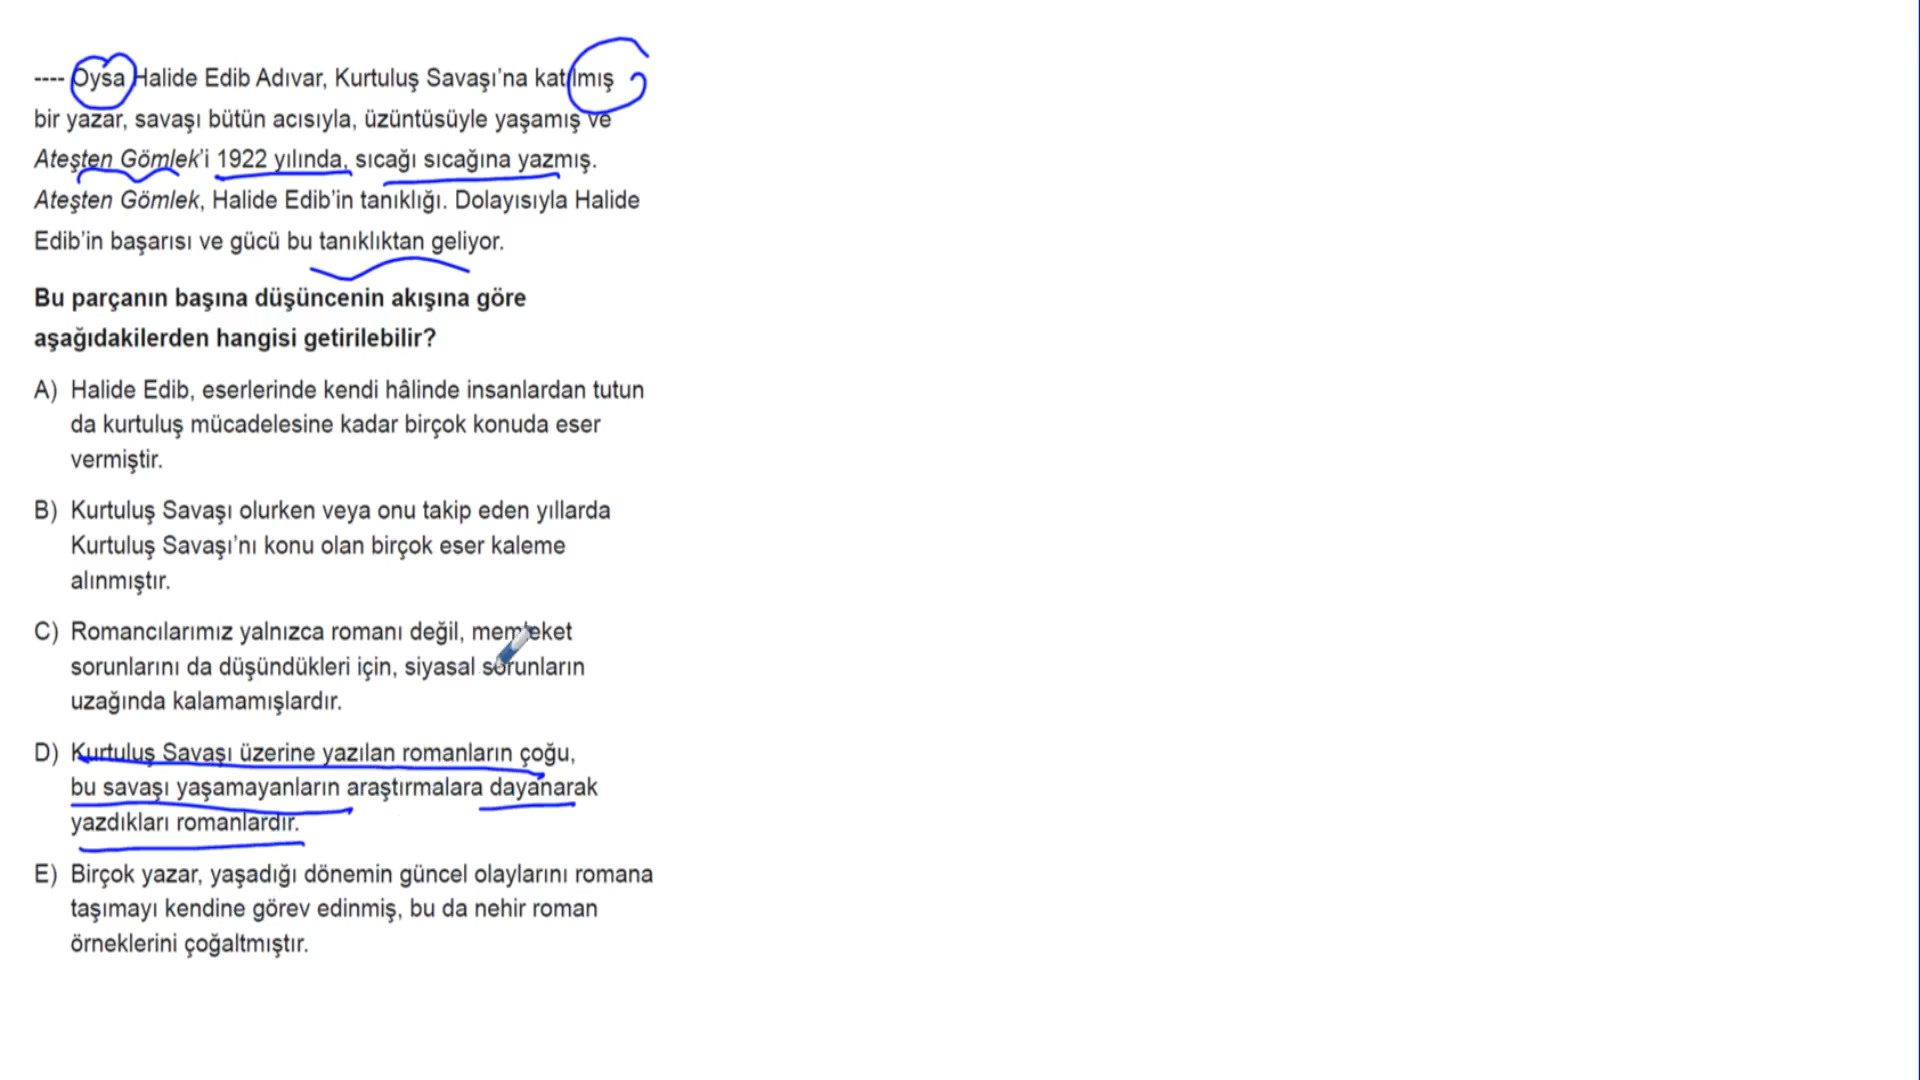 ---- Oysa Halide Edib Adıvar, Kurtuluş Savaşı’na katılmış
bir yazar, savaşı bütün acısıyla, üzüntüsüyle yaşamış ve
Ateşten Gömlek’i 1922 yılında, sıcağı sıcağına yazmış.
Ateşten Gömlek, Halide Edib’in tanıklığı. Dolayısıyla Halide
Edib’in başarısı ve gücü bu tanıklıktan geliyor.
Bu parçanın başına düşüncenin akışına göre
aşağıdakilerden hangisi getirilebilir?
A) Halide Edib, eserlerinde kendi hâlinde insanlardan tutun
da kurtuluş mücadelesine kadar birçok konuda eser
vermiştir.
B) Kurtuluş Savaşı olurken veya onu takip eden yıllarda
Kurtuluş Savaşı’nı konu olan birçok eser kaleme
alınmıştır.
C) Romancılarımız yalnızca romanı değil, memleket
sorunlarını da düşündükleri için, siyasal sorunların
uzağında kalamamışlardır.
D) Kurtuluş Savaşı üzerine yazılan romanların çoğu,
bu savaşı yaşamayanların araştırmalara dayanarak
yazdıkları romanlardır.
E) Birçok yazar, yaşadığı dönemin güncel olaylarını romana
taşımayı kendine görev edinmiş, bu da nehir roman
örneklerini çoğaltmıştır.